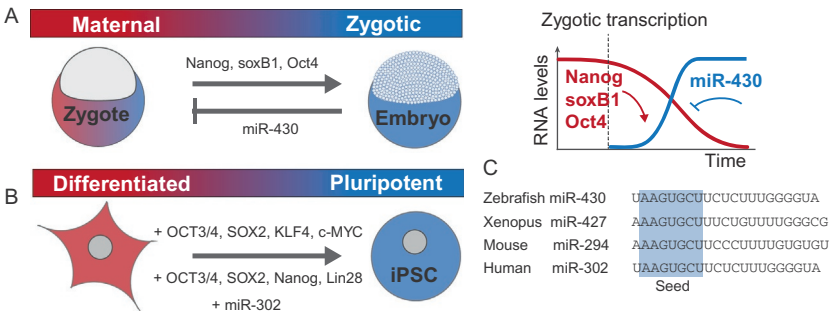 A
Maternal
Zygotic
Nanog, soxB1, Oct4
Zygote
Embryo
miR-430
Zygotic transcription
RNA levels
Nanog
soxB1
Oct4
miR-430
Time
B
Differentiated
Pluripotent
+ OCT3/4, SOX2, KLF4, c-MYC
iPSC
+ OCT3/4, SOX2, Nanog, Lin28
+ miR-302
C
Zebrafish miR-430 UAAGUGCUUCUCUUUGGGGUA
Xenopus miR-427 AAAGUGCUUUCUGUUUUGGGCG
Mouse miR-294 AAAGUGCUUCCCUUUUGUGUGU
Human miR-302 UAAGUGCUUCUCUUUGGGGUA
Seed